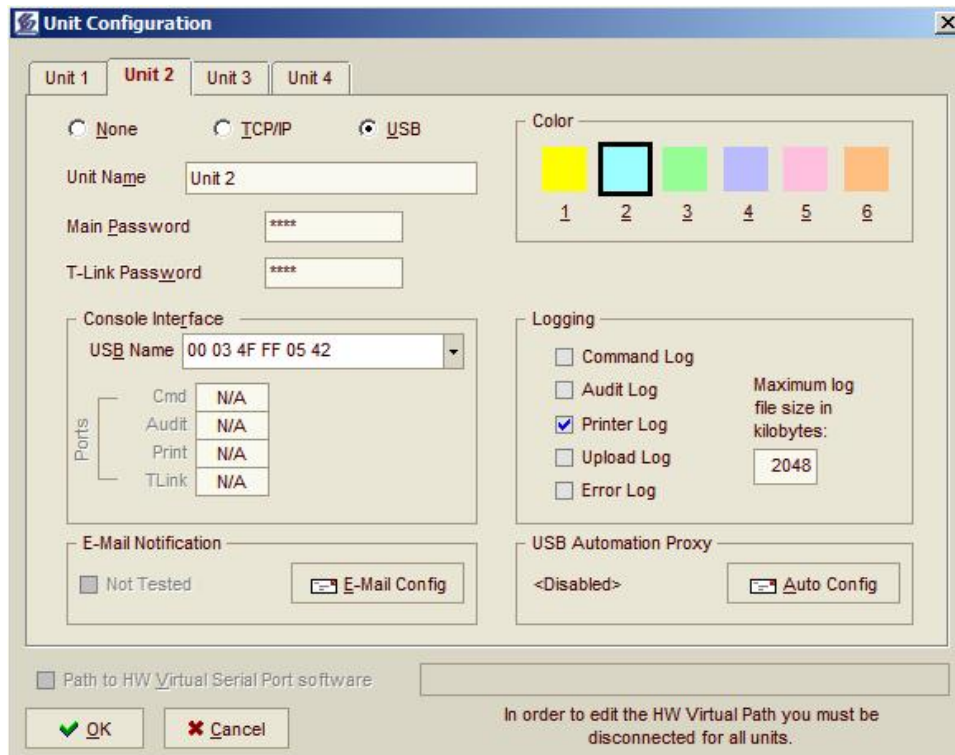 Unit Configuration
Unit 1
Unit 2
Unit 3
Unit 4
None
TCP/IP
USB
Unit Name
Unit 2
Main Password
****
T-Link Password
****
Color
1 2 3 4 5 6
Console Interface
USB Name 00 03 4F FF 05 42
Ports
Cmd N/A
Audit N/A
Print N/A
TLink N/A
Logging
Command Log
Audit Log
Printer Log
Upload Log
Error Log
Maximum log
file size in
kilobytes:
2048
E-Mail Notification
Not Tested
E-Mail Config
USB Automation Proxy
<Disabled>
Auto Config
Path to HW Virtual Serial Port software
OK
Cancel
In order to edit the HW Virtual Path you must be
disconnected for all units.